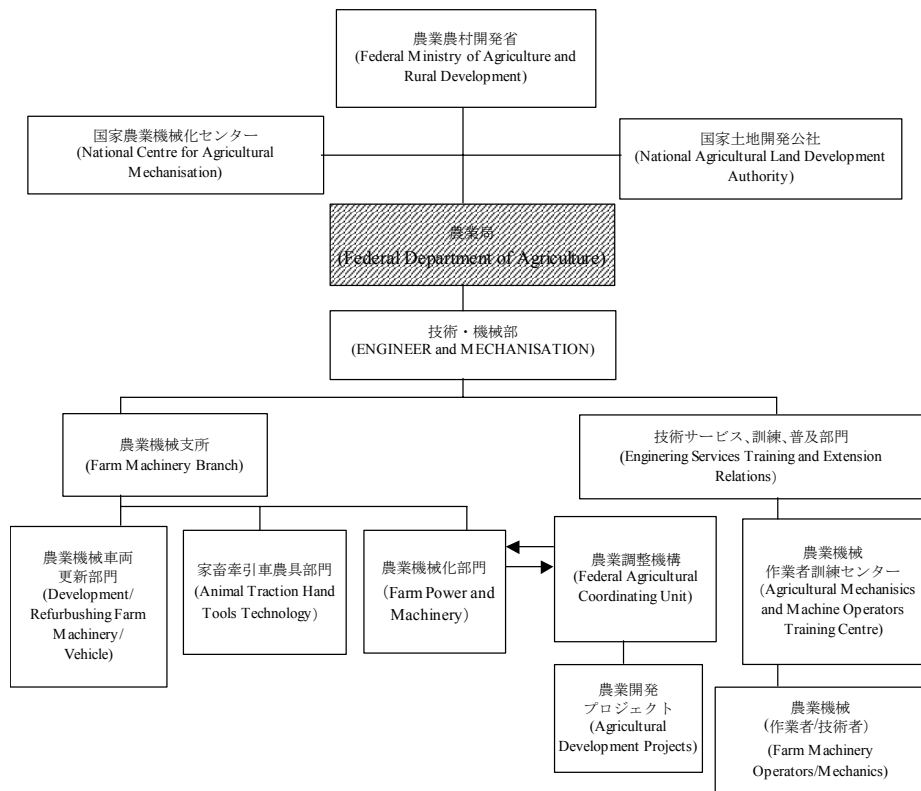 農業農村開発省
(Federal Ministry of Agriculture and
Rural Development)
国家農業機械化センター
(National Centre for Agricultural
Mechanisation)
国家土地開発公社
(National Agricultural Land Development
Authority)
農業局
(Federal Department of Agriculture)
技術・機械部
(ENGINEER and MECHANISATION)
農業機械支所
(Farm Machinery Branch)
技術サービス、訓練、普及部門
(Enginering Services Training and Extension
Relations)
農業機械車両
更新部門
(Development/
Refurbushing Farm
Machinery/
Vehicle)
家畜牽引車農具部門
(Animal Traction Hand
Tools Technology)
農業機械化部門
(Farm Power and
Machinery)
農業調整機構
(Federal Agricultural
Coordinating Unit)
農業機械
作業者訓練センター
(Agricultural Mechanisics
and Machine Operators
Training Centre)
農業開発
プロジェクト
(Agricultural
Development Projects)
農業機械
(作業者/技術者)
(Farm Machinery
Operators/Mechanics)